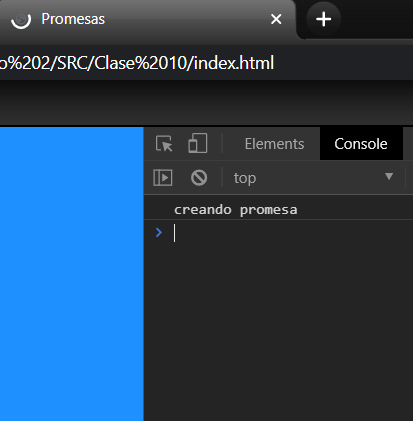 Promesas
o%202/SRC/Clase%2010/index.html
Elements Console
top
creando promesa